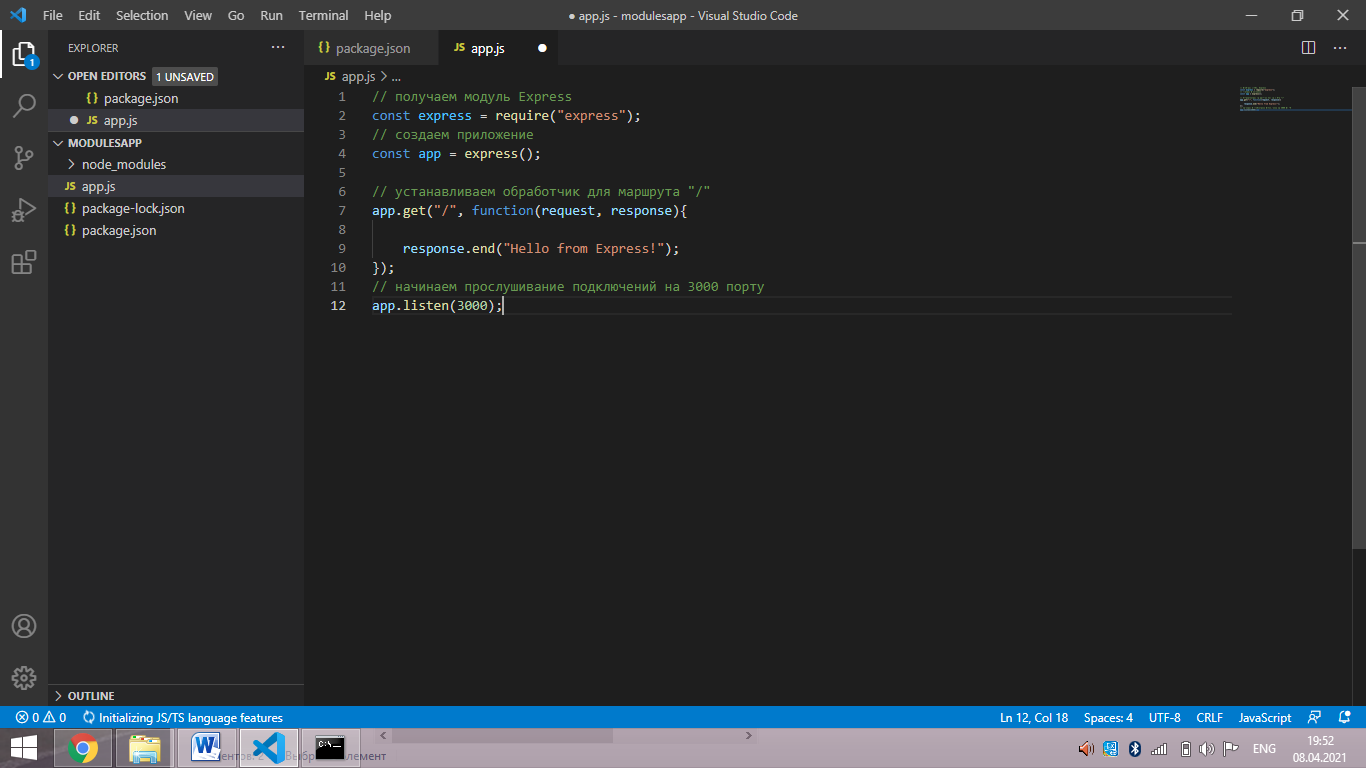 File Edit Selection View Go Run Terminal Help
● app.js - modulesapp - Visual Studio Code
EXPLORER
OPEN EDITORS 1 UNSAVED
{} package.json
JS app.js
MODULESAPP
node_modules
JS app.js
{} package-lock.json
{} package.json
OUTLINE
{} package.json JS app.js
JS app.js > ...
1 // получаем модуль Express
2 const express = require("express");
3 // создаем приложение
4 const app = express();
5
6 // устанавливаем обработчик для маршрута "/"
7 app.get("/", function(request, response){
8
9 response.end("Hello from Express!");
10 });
11 // начинаем прослушивание подключений на 3000 порту
12 app.listen(3000);
1
0 0 Initializing JS/TS language features
Ln 12, Col 18 Spaces: 4 UTF-8 CRLF JavaScript
C:\_
ENG
19:52
08.04.2021